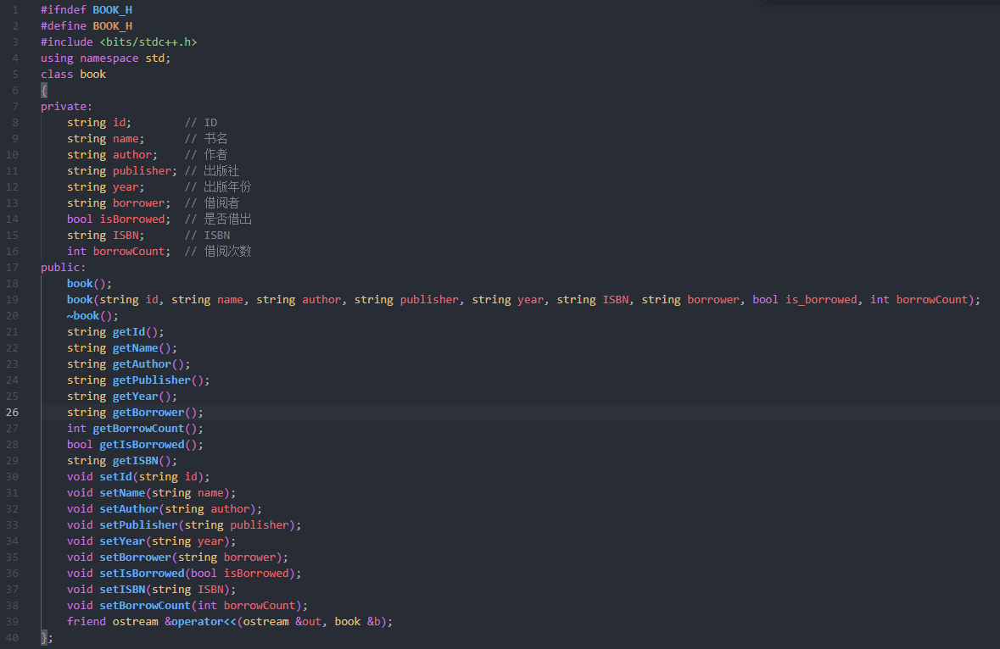 1 #ifndef BOOK_H
2 #define BOOK_H
3 #include <bits/stdc++.h>
4 using namespace std;
5 class book
6 {
7 private:
8     string id;        // ID
9     string name;      // 书名
10     string author;    // 作者
11     string publisher; // 出版社
12     string year;      // 出版年份
13     string borrower;  // 借阅者
14     bool isBorrowed;  // 是否借出
15     string ISBN;      // ISBN
16     int borrowCount;  // 借阅次数
17 public:
18     book();
19     book(string id, string name, string author, string publisher, string year, string ISBN, string borrower, bool is_borrowed, int borrowCount);
20     ~book();
21     string getId();
22     string getName();
23     string getAuthor();
24     string getPublisher();
25     string getYear();
26     string getBorrower();
27     int getBorrowCount();
28     bool getIsBorrowed();
29     string getISBN();
30     void setId(string id);
31     void setName(string name);
32     void setAuthor(string author);
33     void setPublisher(string publisher);
34     void setYear(string year);
35     void setBorrower(string borrower);
36     void setIsBorrowed(bool isBorrowed);
37     void setISBN(string ISBN);
38     void setBorrowCount(int borrowCount);
39     friend ostream &operator<<(ostream &out, book &b);
40 };